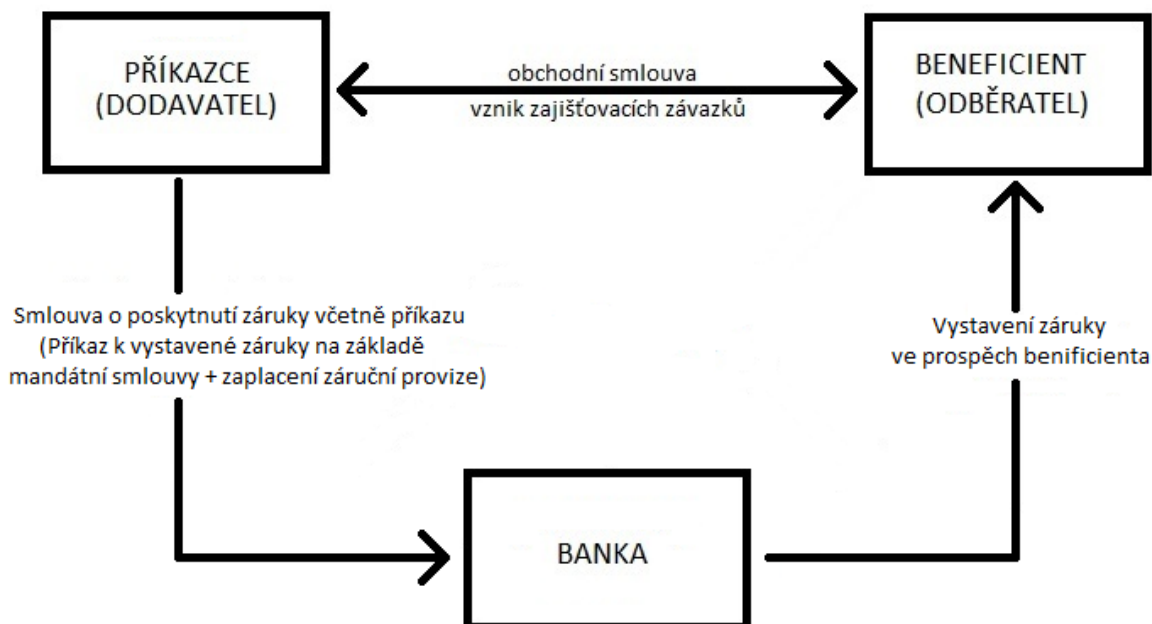 PŘÍKAZCE
(DODAVATEL)
obchodní smlouva
vznik zajišťovacích závazků
BENEFICIENT
(ODBĚRATEL)
Smlouva o poskytnutí záruky včetně příkazu
(Příkaz k vystavené záruky na základě
mandátní smlouvy + zaplacení záruční provize)
Vystavení záruky
ve prospěch benificienta
BANKA